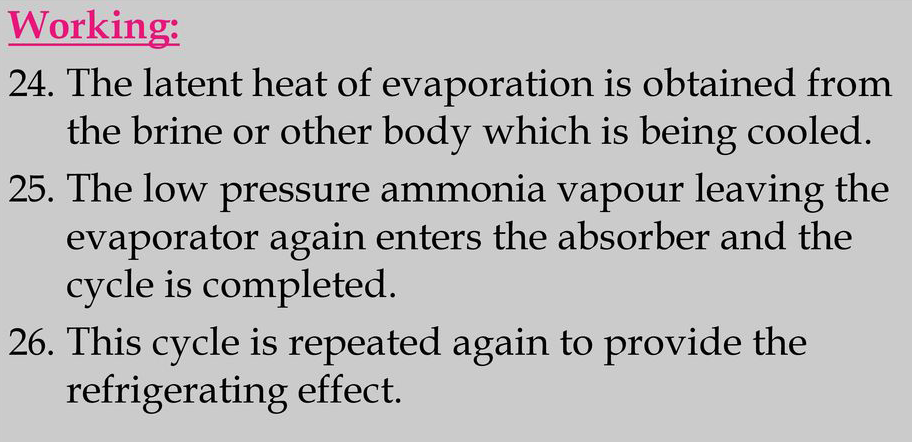 Working:
24. The latent heat of evaporation is obtained from
the brine or other body which is being cooled.
25. The low pressure ammonia vapour leaving the
evaporator again enters the absorber and the
cycle is completed.
26. This cycle is repeated again to provide the
refrigerating effect.